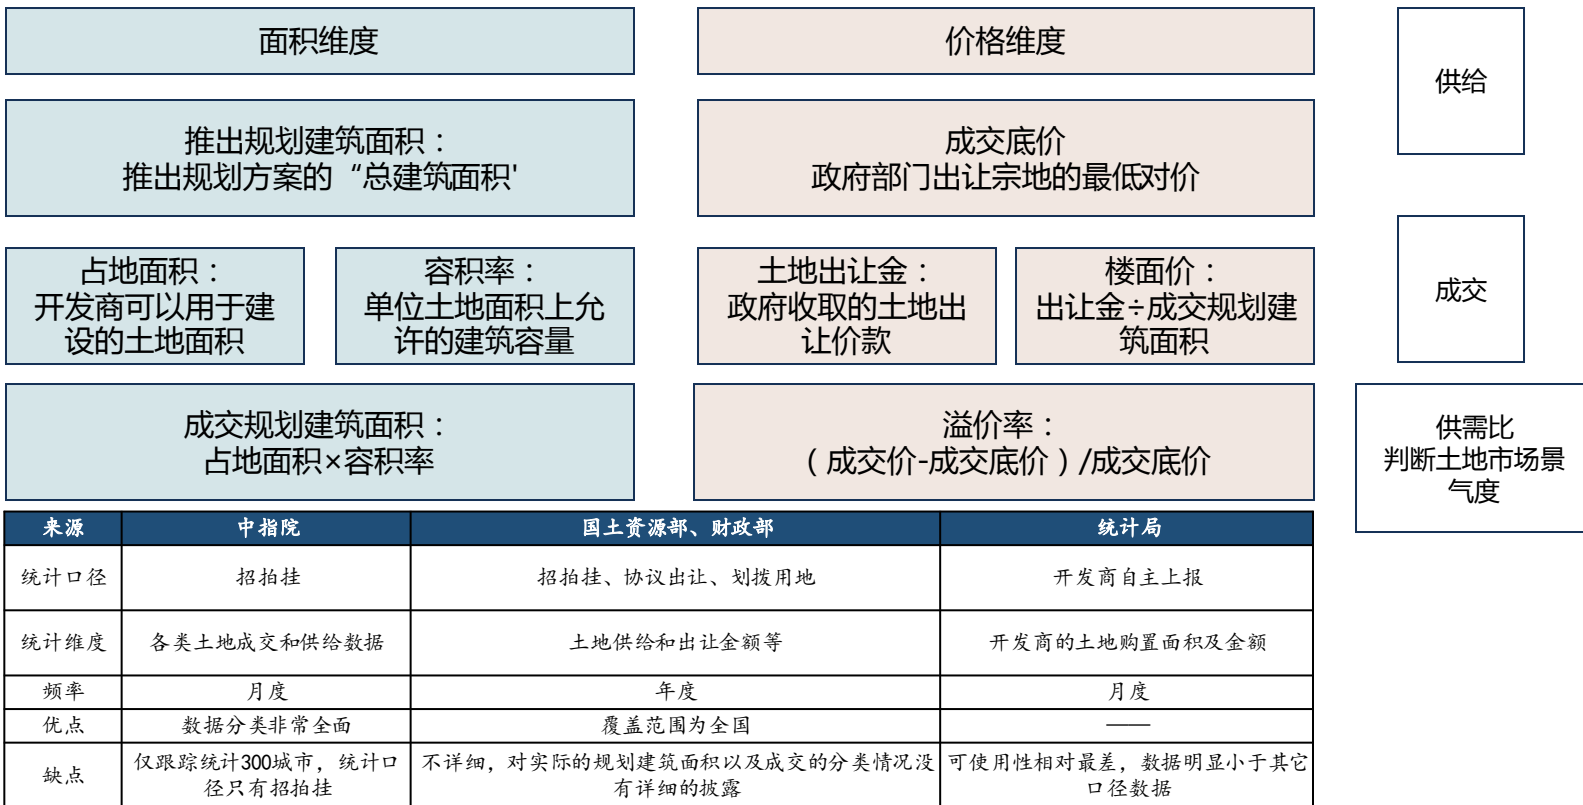 面积维度
价格维度
供给
推出规划建筑面积：
推出规划方案的“总建筑面积'
成交底价
政府部门出让宗地的最低对价
占地面积：
开发商可以用于建
设的土地面积
容积率：
单位土地面积上允
许的建筑容量
土地出让金：
政府收取的土地出
让价款
楼面价：
出让金÷成交规划建
筑面积
成交
成交规划建筑面积：
占地面积×容积率
溢价率：
（成交价-成交底价）/成交底价
供需比
判断土地市场景
气度
来源 中指院 国土资源部、财政部 统计局
统计口径 招拍挂 招拍挂、协议出让、划拨用地 开发商自主上报
统计维度 各类土地成交和供给数据 土地供给和出让金额等 开发商的土地购置面积及金额
频率 月度 年度 月度
优点 数据分类非常全面 覆盖范围为全国 ——
缺点
仅跟踪统计300城市，统计口
径只有招拍挂
不详细，对实际的规划建筑面积以及成交的分类情况没
有详细的披露
可使用性相对最差，数据明显小于其它
口径数据